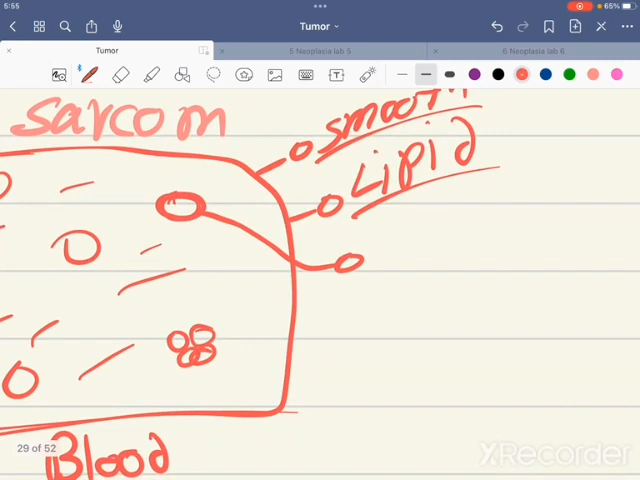 5:55
65%
Tumor
Tumor
5 Neoplasia lab 5
6 Neoplasia lab 6
T
sarcom
smooth
Lipid
29 of 52
Blood
XRecorder